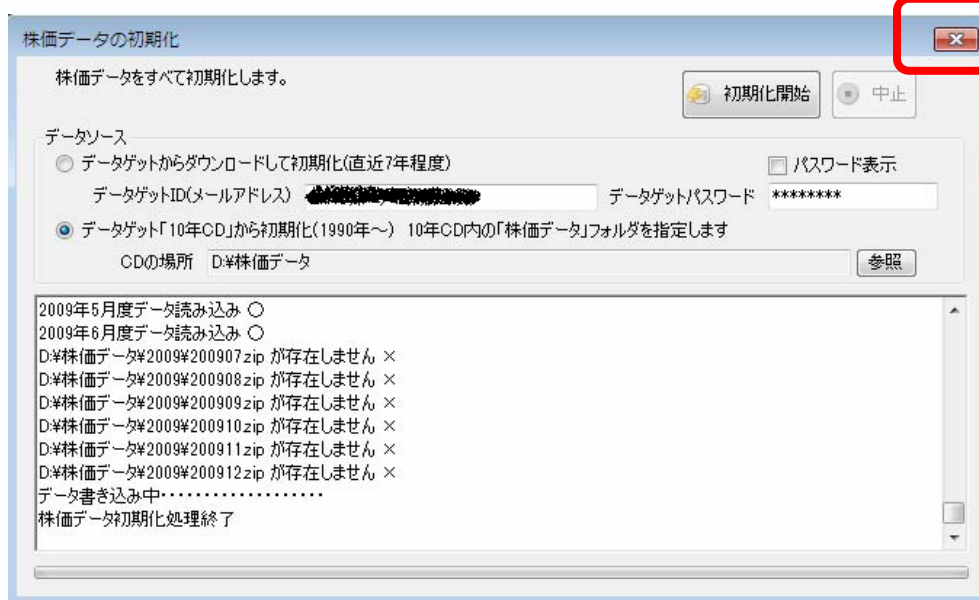 株価データの初期化
株価データをすべて初期化します。
初期化開始
中止
データソース
データゲットからダウンロードして初期化(直近7年程度)
パスワード表示
データゲットID(メールアドレス)
データゲットパスワード ********
データゲット「10年CD」から初期化(1990年～) 10年CD内の「株価データ」フォルダを指定します
CDの場所 D:¥株価データ
参照
2009年5月度データ読み込み ○
2009年6月度データ読み込み ○
D:¥株価データ¥2009¥200907.zip が存在しません ×
D:¥株価データ¥2009¥200908.zip が存在しません ×
D:¥株価データ¥2009¥200909.zip が存在しません ×
D:¥株価データ¥2009¥200910.zip が存在しません ×
D:¥株価データ¥2009¥200911.zip が存在しません ×
D:¥株価データ¥2009¥200912.zip が存在しません ×
データ書き込み中・・・・・・・・・・・・・・・・・・・
株価データ初期化処理終了